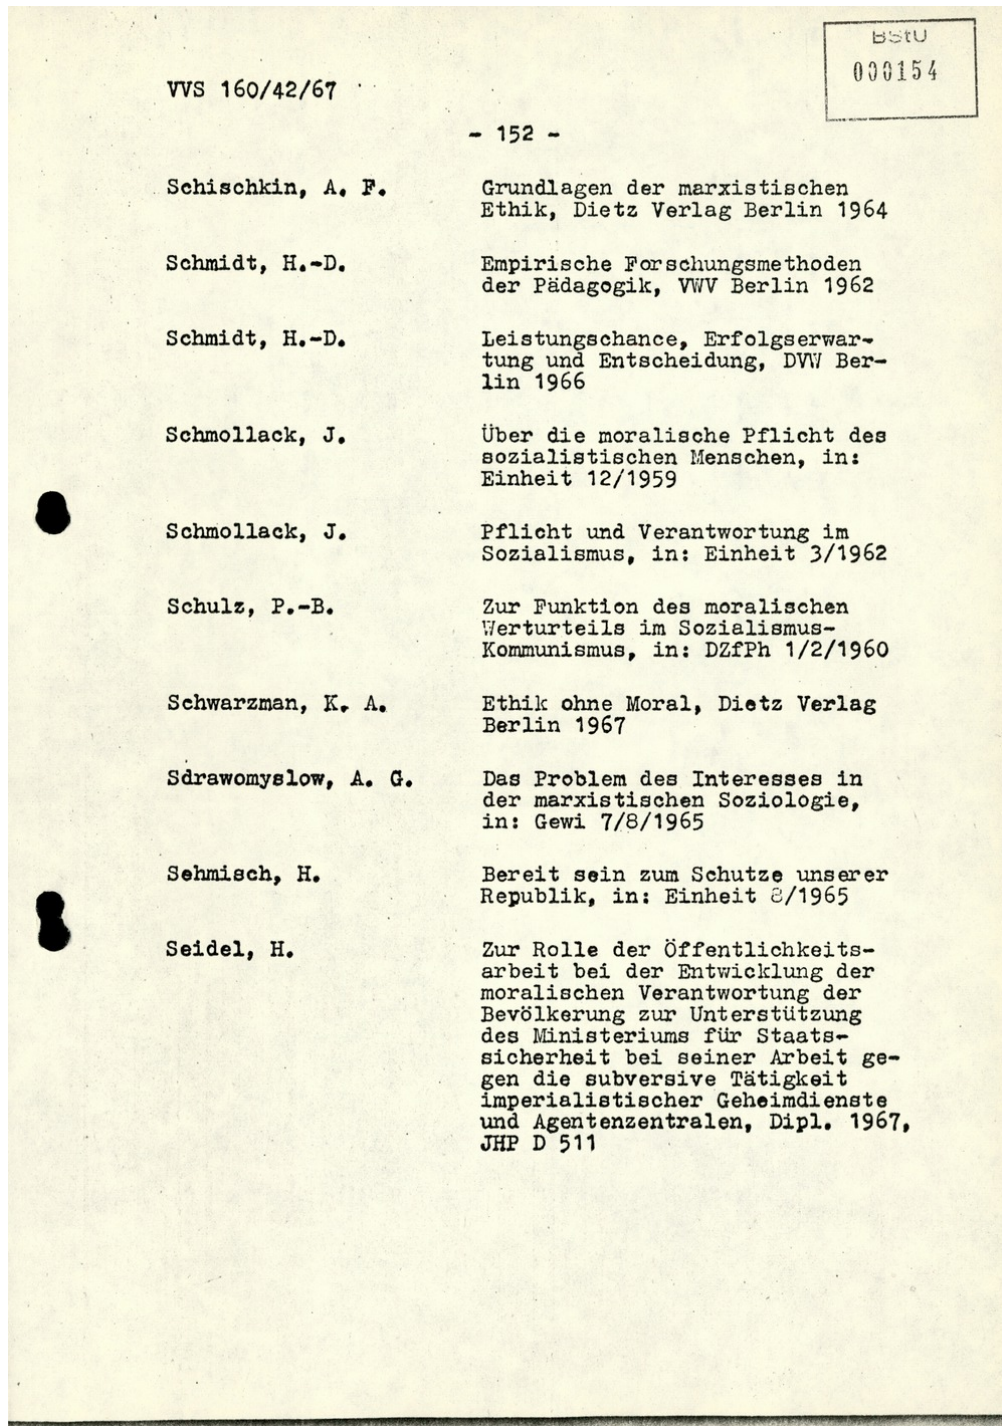 BStU
000154
VVS 160/42/67
- 152 -
Schischkin, A. F. Grundlagen der marxistischen
Ethik, Dietz Verlag Berlin 1964
Schmidt, H.-D. Empirische Forschungsmethoden
der Pädagogik, VWV Berlin 1962
Schmidt, H.-D. Leistungschance, Erfolgserwar-
tung und Entscheidung, DVW Ber-
lin 1966
Schmollack, J. Über die moralische Pflicht des
sozialistischen Menschen, in:
Einheit 12/1959
Schmollack, J. Pflicht und Verantwortung im
Sozialismus, in: Einheit 3/1962
Schulz, P.-B. Zur Funktion des moralischen
Werturteils im Sozialismus-
Kommunismus, in: DZfPh 1/2/1960
Schwarzman, K. A. Ethik ohne Moral, Dietz Verlag
Berlin 1967
Sdrawomyslow, A. G. Das Problem des Interesses in
der marxistischen Soziologie,
in: Gewi 7/8/1965
Sehmisch, H. Bereit sein zum Schutze unserer
Republik, in: Einheit 8/1965
Seidel, H. Zur Rolle der Öffentlichkeits-
arbeit bei der Entwicklung der
moralischen Verantwortung der
Bevölkerung zur Unterstützung
des Ministeriums für Staats-
sicherheit bei seiner Arbeit ge-
gen die subversive Tätigkeit
imperialistischer Geheimdienste
und Agentenzentralen, Dipl. 1967,
JHP D 511